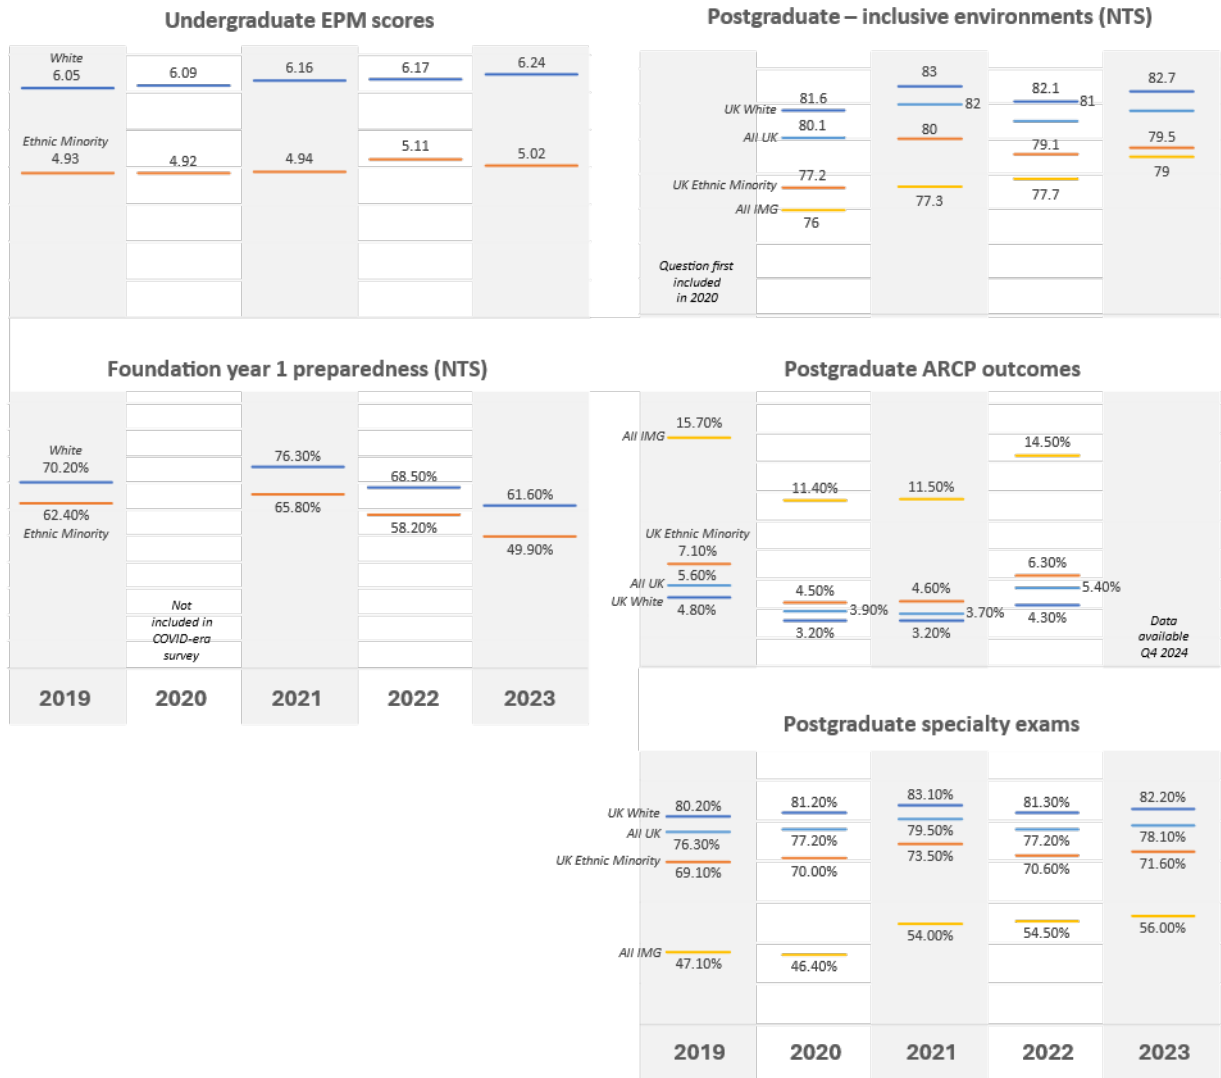 Undergraduate EPM scores
White
6.05
6.09
6.16
6.17
6.24
Ethnic Minority
4.93
4.92
4.94
5.11
5.02
Postgraduate – inclusive environments (NTS)
UK White
81.6
83
82.1
82.7
All UK
80.1
82
81
UK Ethnic Minority
77.2
80
79.1
79.5
All IMG
76
77.3
77.7
79
Question first
included
in 2020
Foundation year 1 preparedness (NTS)
White
70.20%
76.30%
68.50%
61.60%
62.40%
65.80%
58.20%
49.90%
Ethnic Minority
Not
included in
COVID-era
survey
2019
2020
2021
2022
2023
Postgraduate ARCP outcomes
All IMG
15.70%
11.40%
11.50%
14.50%
UK Ethnic Minority
7.10%
4.50%
4.60%
6.30%
All UK
5.60%
3.90%
3.70%
5.40%
UK White
4.80%
3.20%
3.20%
4.30%
Data
available
Q4 2024
Postgraduate specialty exams
UK White
80.20%
81.20%
83.10%
81.30%
82.20%
All UK
76.30%
77.20%
79.50%
77.20%
78.10%
UK Ethnic Minority
69.10%
70.00%
73.50%
70.60%
71.60%
All IMG
47.10%
46.40%
54.00%
54.50%
56.00%
2019
2020
2021
2022
2023